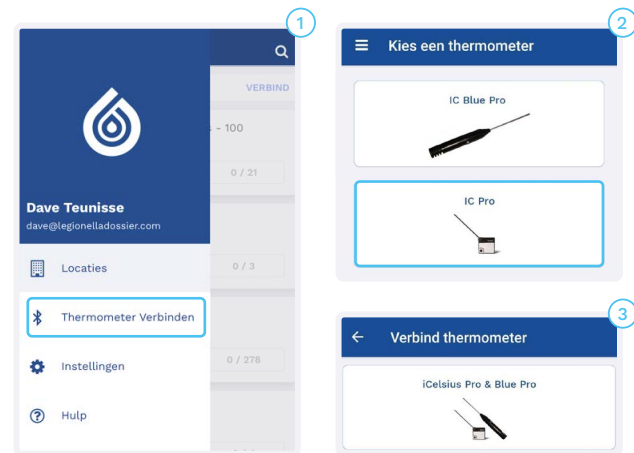 1
VERBIND
- 100
0 / 21
Dave Teunisse
dave@legionelladossier.com
Locaties
0 / 3
Thermometer Verbinden
Instellingen
0 / 278
Hulp
2
Kies een thermometer
IC Blue Pro
IC Pro
3
Verbind thermometer
iCelsius Pro & Blue Pro